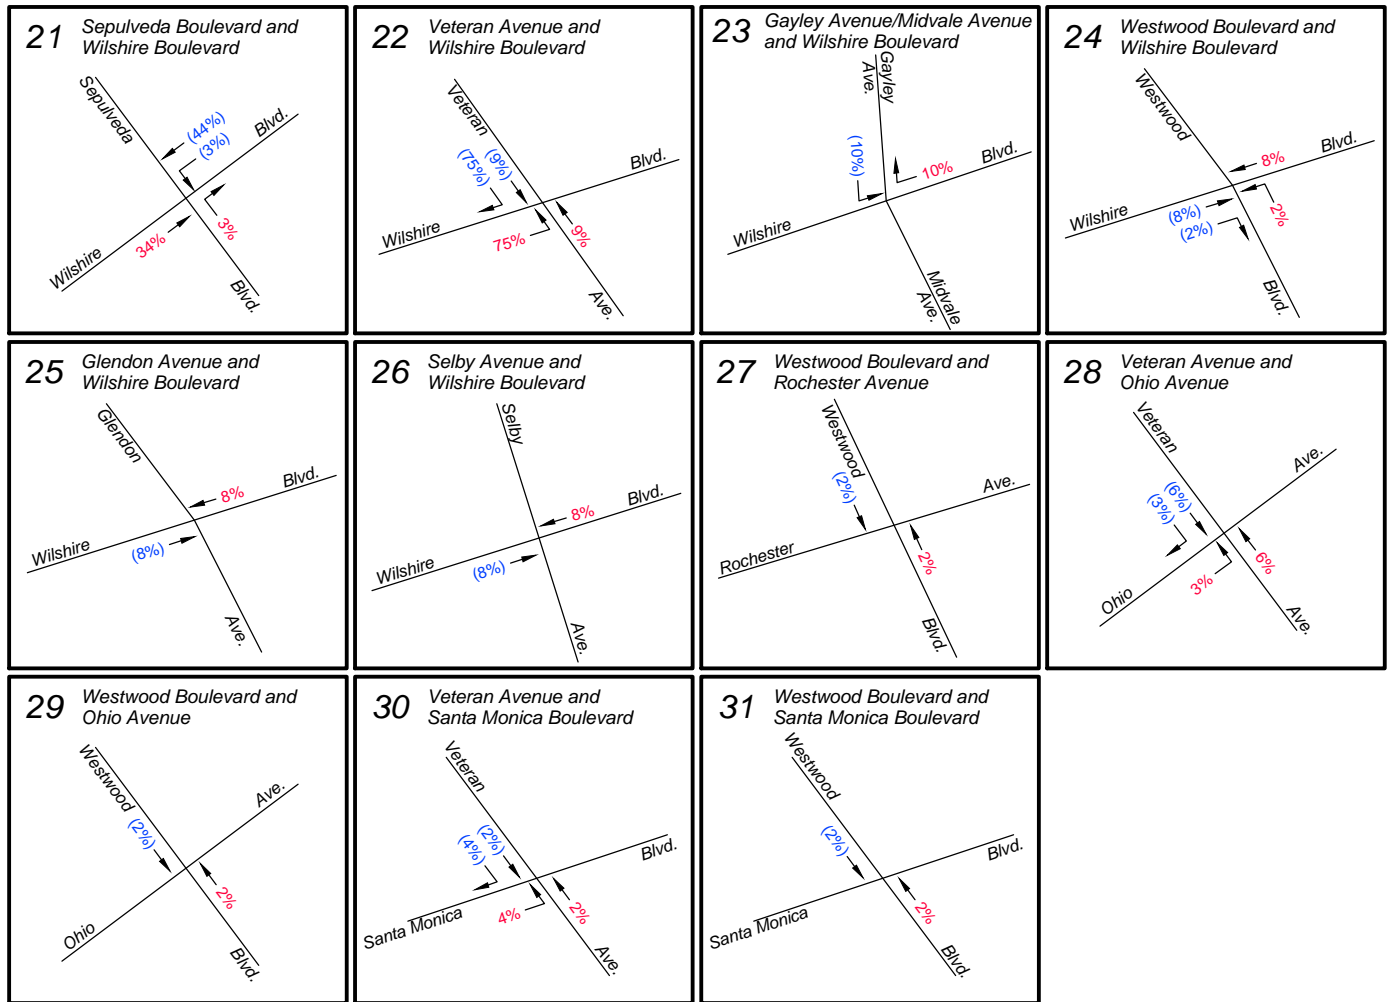 21 Sepulveda Boulevard and
Wilshire Boulevard
Sepulveda
(44%)
(3%)
Blvd.
Wilshire
34%
3%
Blvd.
22 Veteran Avenue and
Wilshire Boulevard
Veteran
(9%)
(75%)
Blvd.
Wilshire
75%
9%
Ave.
23 Gayley Avenue/Midvale Avenue
and Wilshire Boulevard
Gayley
Ave.
(10%)
10%
Blvd.
Wilshire
Midvale
Ave.
24 Westwood Boulevard and
Wilshire Boulevard
Westwood
8%
Blvd.
Wilshire
(8%)
(2%)
2%
Blvd.
25 Glendon Avenue and
Wilshire Boulevard
Glendon
8%
Blvd.
Wilshire
(8%)
Ave.
26 Selby Avenue and
Wilshire Boulevard
Selby
8%
Blvd.
Wilshire
(8%)
Ave.
27 Westwood Boulevard and
Rochester Avenue
Westwood
(2%)
Ave.
Rochester
2%
Blvd.
28 Veteran Avenue and
Ohio Avenue
Veteran
Ave.
(6%)
(3%)
Ohio
3%
6%
Ave.
29 Westwood Boulevard and
Ohio Avenue
Westwood
Ave.
(2%)
Ohio
2%
Blvd.
30 Veteran Avenue and
Santa Monica Boulevard
Veteran
(2%)
(4%)
Blvd.
Santa Monica
4%
2%
Ave.
31 Westwood Boulevard and
Santa Monica Boulevard
Westwood
(2%)
Blvd.
Santa Monica
2%
Blvd.